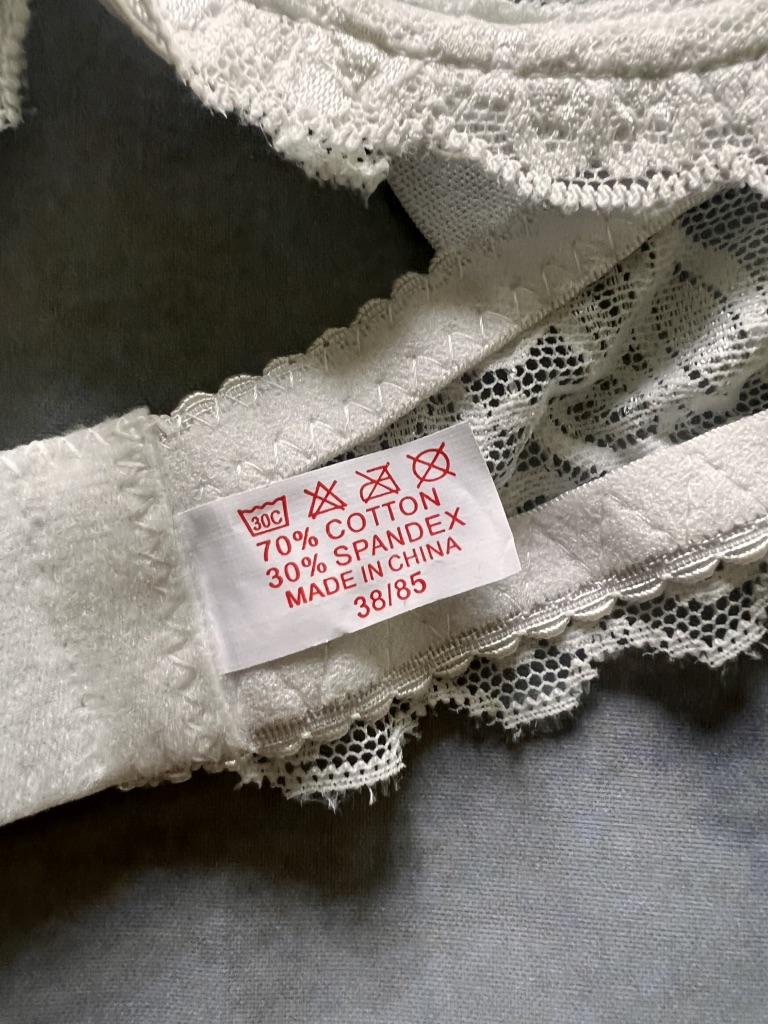 30C
70% COTTON
30% SPANDEX
MADE IN CHINA
38/85